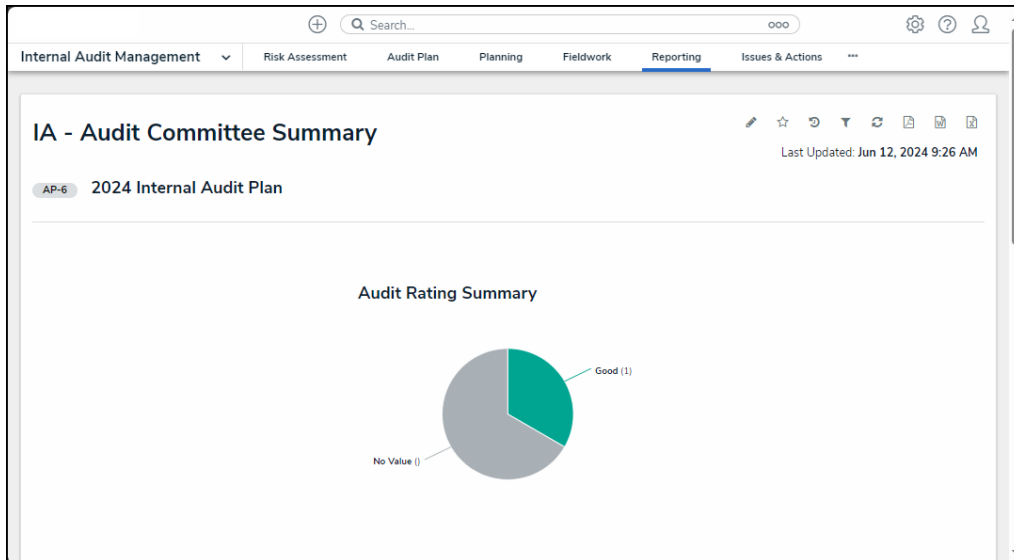 Search...
Internal Audit Management
Risk Assessment
Audit Plan
Planning
Fieldwork
Reporting
Issues & Actions
IA - Audit Committee Summary
Last Updated: Jun 12, 2024 9:26 AM
AP-6 2024 Internal Audit Plan
Audit Rating Summary
Good (1)
No Value ()